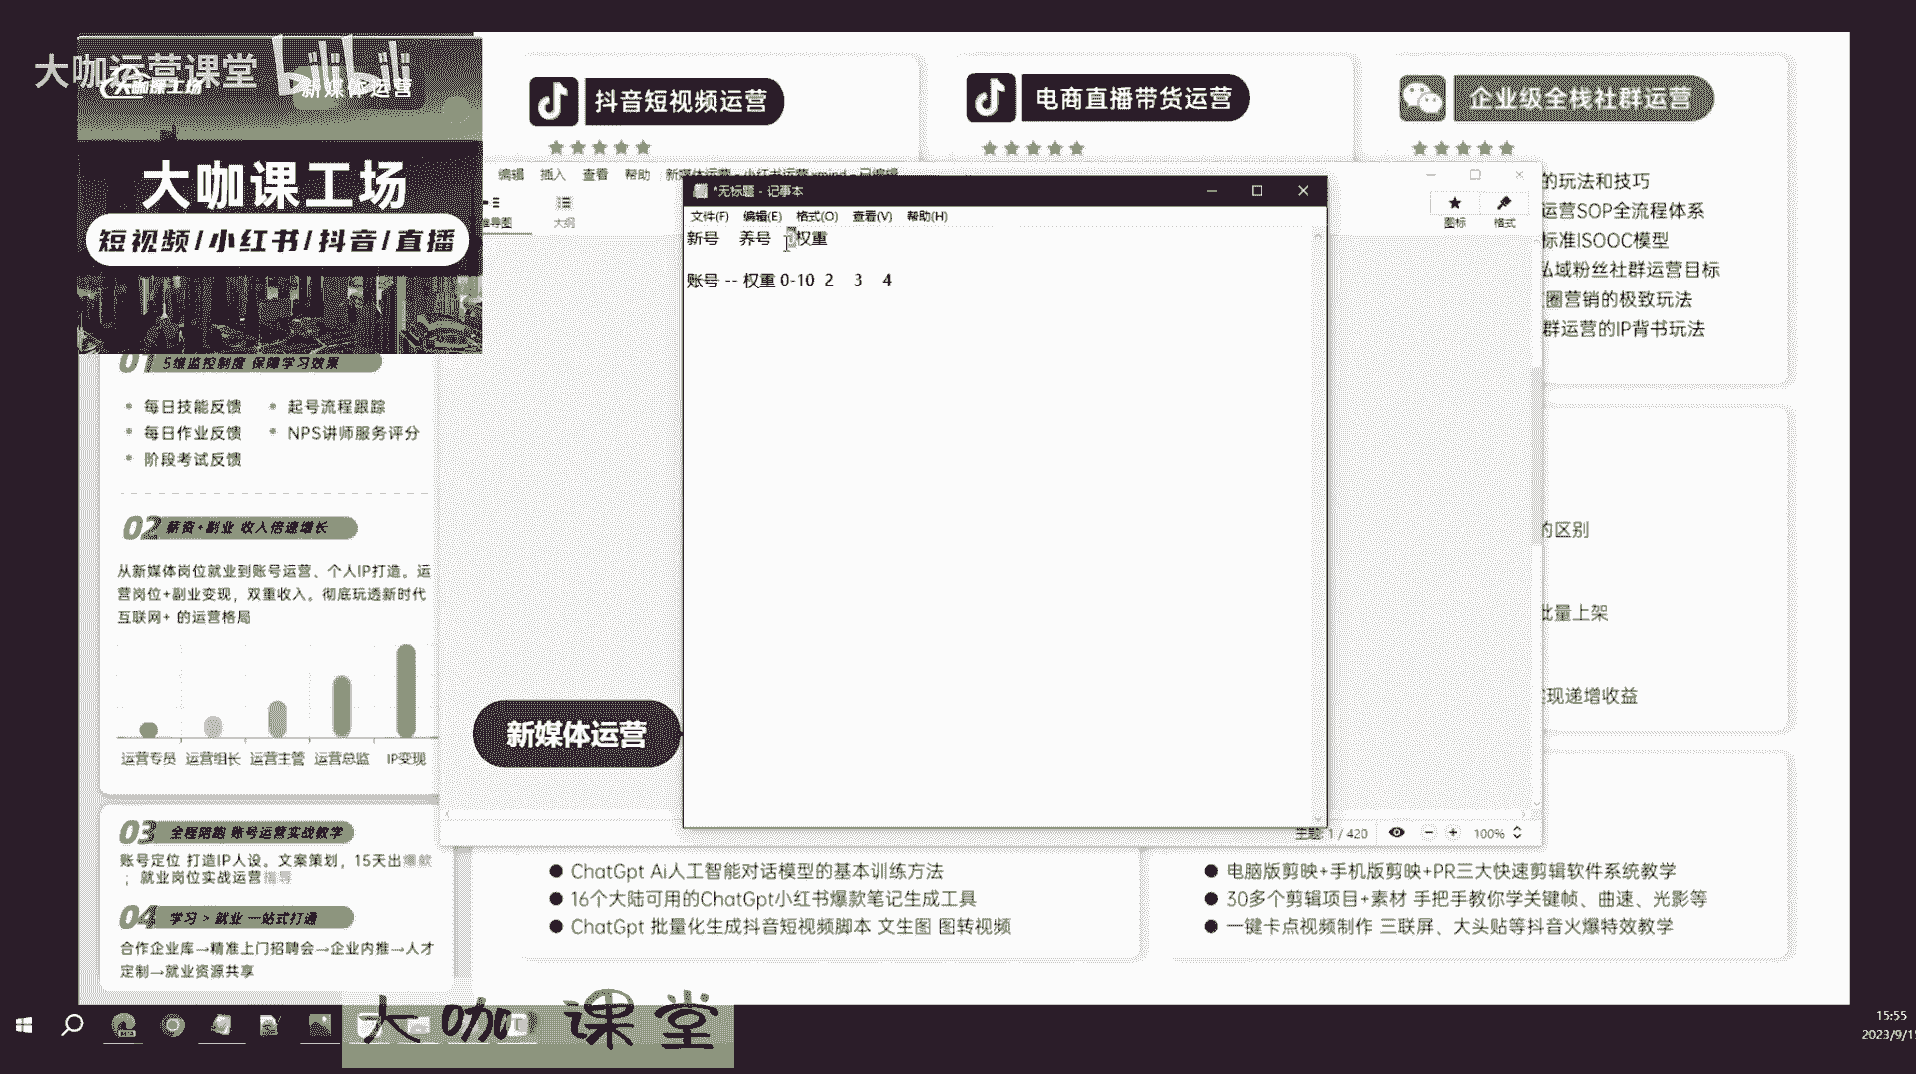 大咖运营课堂
bilibili
大咖课工场
新媒体运营
大咖课工场
短视频/小红书/抖音/直播
抖音短视频运营
电商直播带货运营
企业级全栈社群运营
的玩法和技巧
运营SOP全流程体系
标准ISOOC模型
私域粉丝社群运营目标
圈营销的极致玩法
群运营的IP背书玩法
编辑 插入 查看 帮助 新媒体运营 - 小红书运营.xmind - 已编辑
导图 大纲
图标 格式
*无标题 - 记事本
文件(F) 编辑(E) 格式(O) 查看(V) 帮助(H)
新号 养号 权重
账号 -- 权重 0-10 2 3 4
01 5维监控制度 保障学习效果
每日技能反馈
起号流程跟踪
每日作业反馈
NPS讲师服务评分
阶段考试反馈
02 薪资+副业 收入倍速增长
从新媒体岗位就业到账号运营、个人IP打造。运
营岗位+副业变现，双重收入。彻底玩透新时代
互联网+ 的运营格局
运营专员 运营组长 运营主管 运营总监 IP变现
新媒体运营
的区别
批量上架
现递增收益
主题: 1 / 420
100%
03 全程陪跑 账号运营实战教学
账号定位 打造IP人设。文案策划，15天出爆款
；就业岗位实战运营指导
04 学习 > 就业 一站式打通
合作企业库→精准上门招聘会→企业内推→人才
定制→就业资源共享
ChatGpt Ai人工智能对话模型的基本训练方法
16个大陆可用的ChatGpt小红书爆款笔记生成工具
ChatGpt 批量化生成抖音短视频脚本 文生图 图转视频
电脑版剪映+手机版剪映+PR三大快速剪辑软件系统教学
30多个剪辑项目+素材 手把手教你学关键帧、曲速、光影等
一键卡点视频制作 三联屏、大头贴等抖音火爆特效教学
大咖课堂
15:55